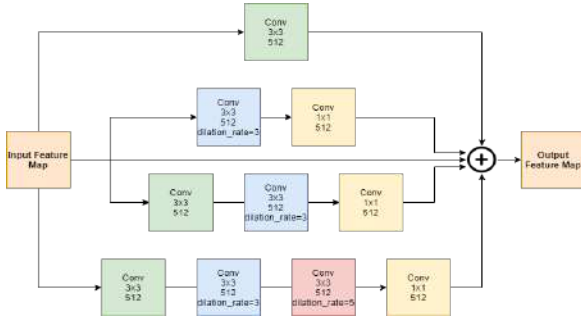 Conv
3x3
512
Conv
3x3
512
dilation_rate=3
Conv
1x1
512
Input Feature
Map
Output
Feature Map
Conv
3x3
512
Conv
3x3
512
dilation_rate=3
Conv
1x1
512
Conv
3x3
512
Conv
3x3
512
dilation_rate=3
Conv
3x3
512
dilation_rate=5
Conv
1x1
512